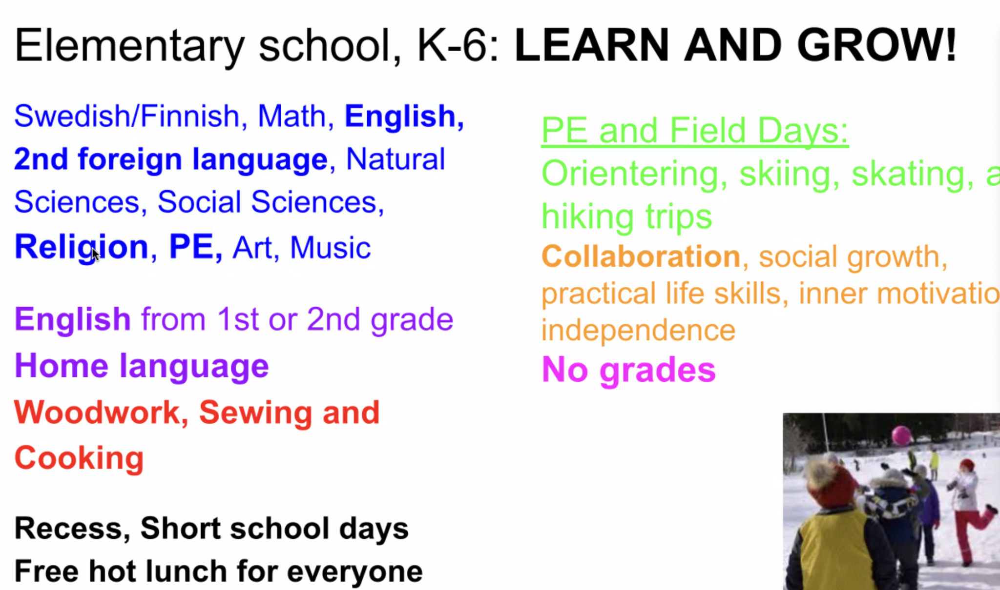 Elementary school, K-6: LEARN AND GROW!
Swedish/Finnish, Math, English,
2nd foreign language, Natural
Sciences, Social Sciences,
Religion, PE, Art, Music
English from 1st or 2nd grade
Home language
Woodwork, Sewing and
Cooking
Recess, Short school days
Free hot lunch for everyone
PE and Field Days:
Orientering, skiing, skating,
hiking trips
Collaboration, social growth,
practical life skills, inner
independence
No grades